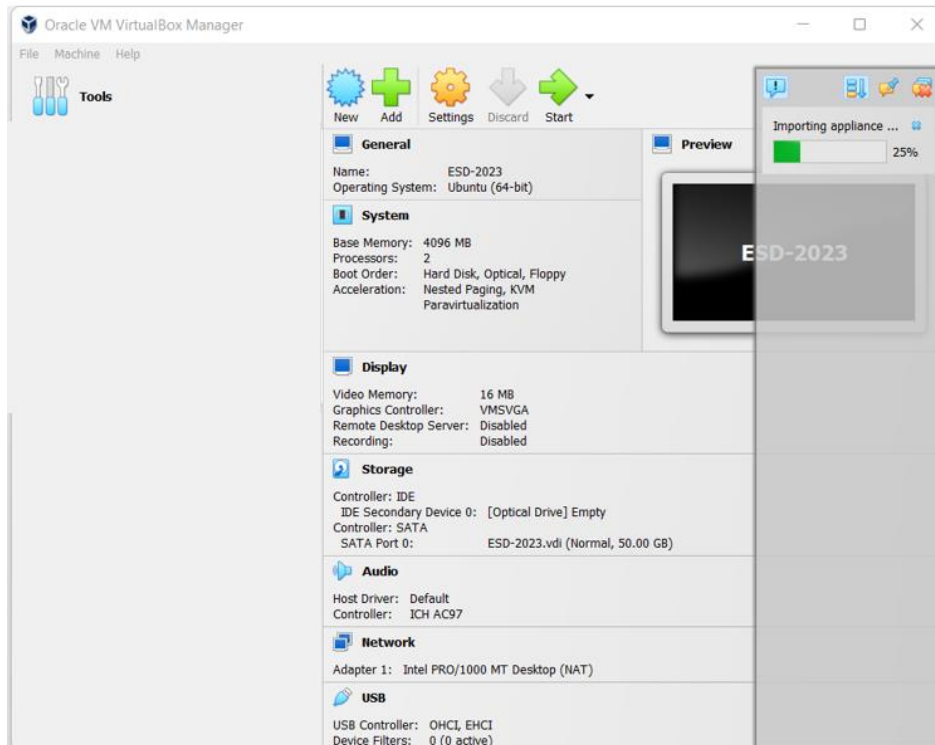 Oracle VM VirtualBox Manager
File Machine Help
Tools
New Add Settings Discard Start
General
Name: ESD-2023
Operating System: Ubuntu (64-bit)
System
Base Memory: 4096 MB
Processors: 2
Boot Order: Hard Disk, Optical, Floppy
Acceleration: Nested Paging, KVM
Paravirtualization
Preview
ESD-2023
Importing appliance ...
25%
Display
Video Memory: 16 MB
Graphics Controller: VMSVGA
Remote Desktop Server: Disabled
Recording: Disabled
Storage
Controller: IDE
IDE Secondary Device 0: [Optical Drive] Empty
Controller: SATA
SATA Port 0: ESD-2023.vdi (Normal, 50.00 GB)
Audio
Host Driver: Default
Controller: ICH AC97
Network
Adapter 1: Intel PRO/1000 MT Desktop (NAT)
USB
USB Controller: OHCI, EHCI
Device Filters: 0 (0 active)